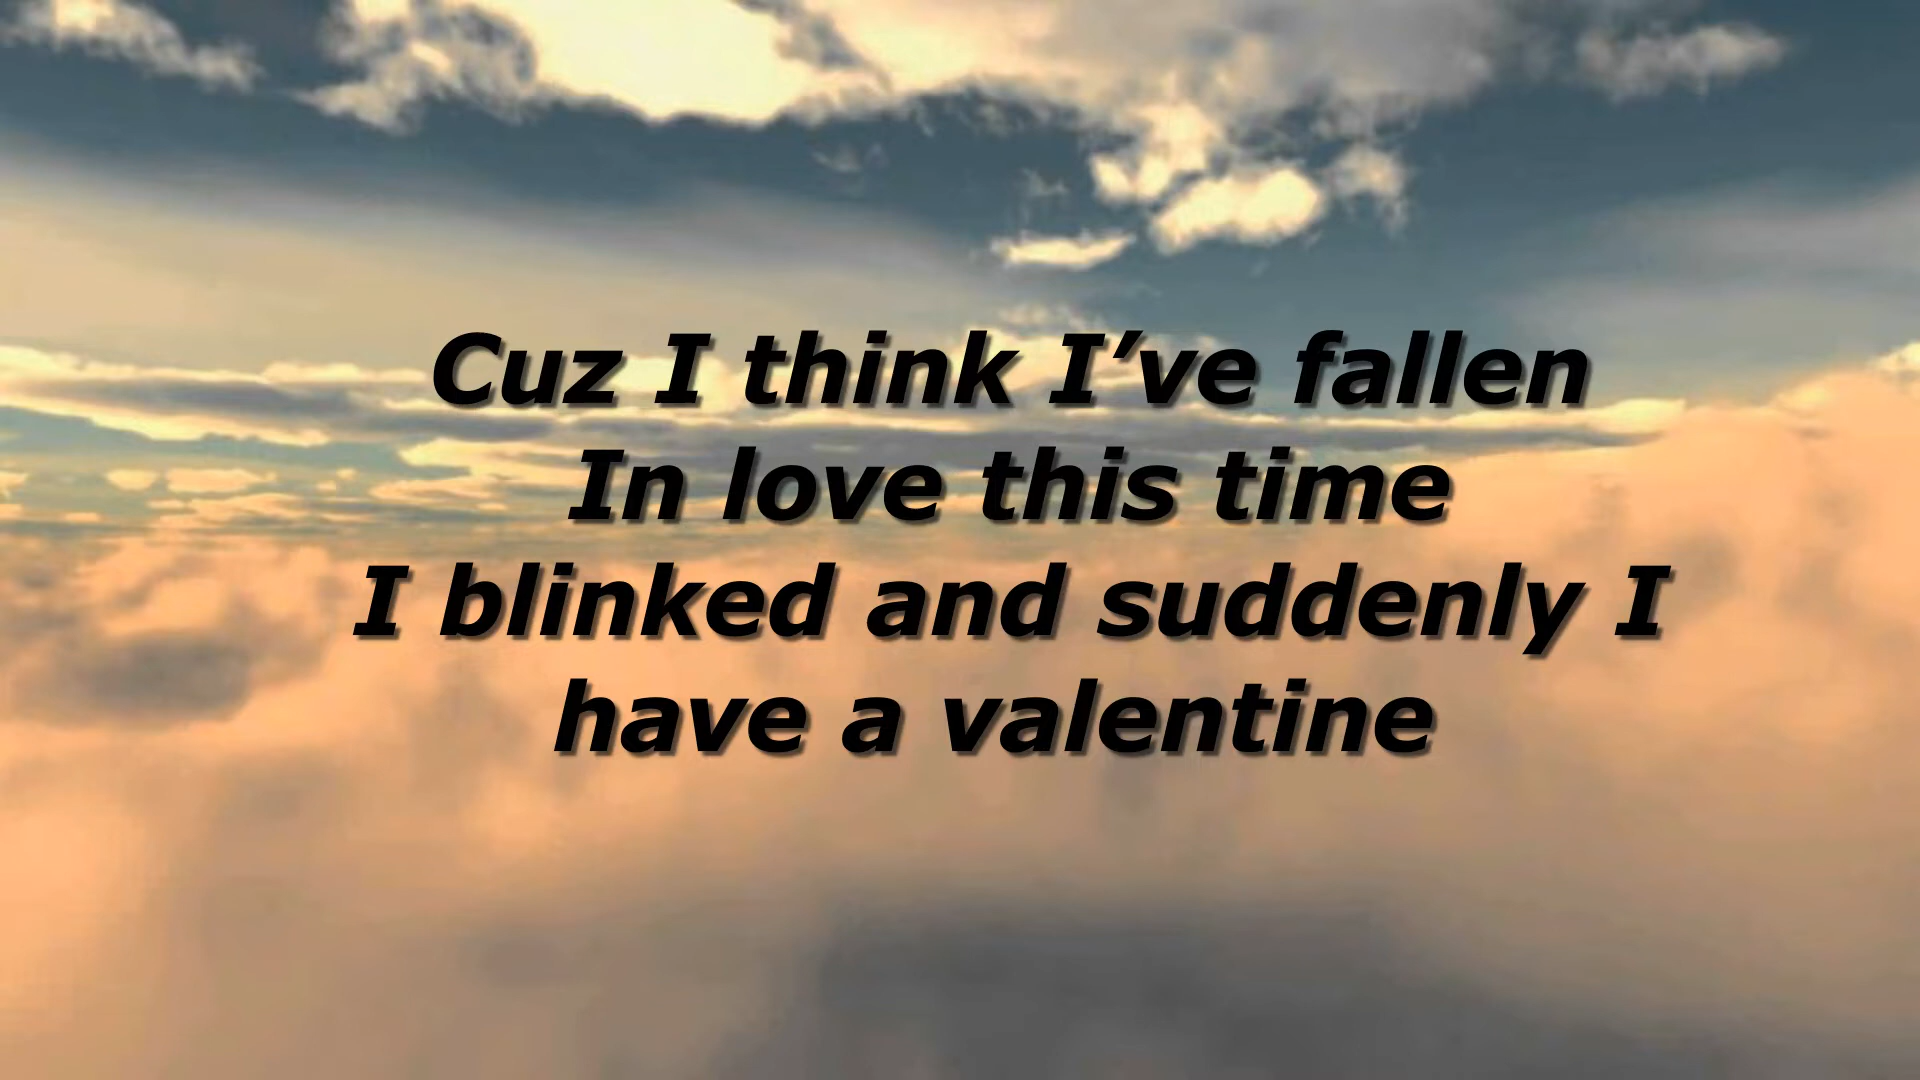 Cuz I think I’ve fallen
In love this time
I blinked and suddenly I
have a valentine